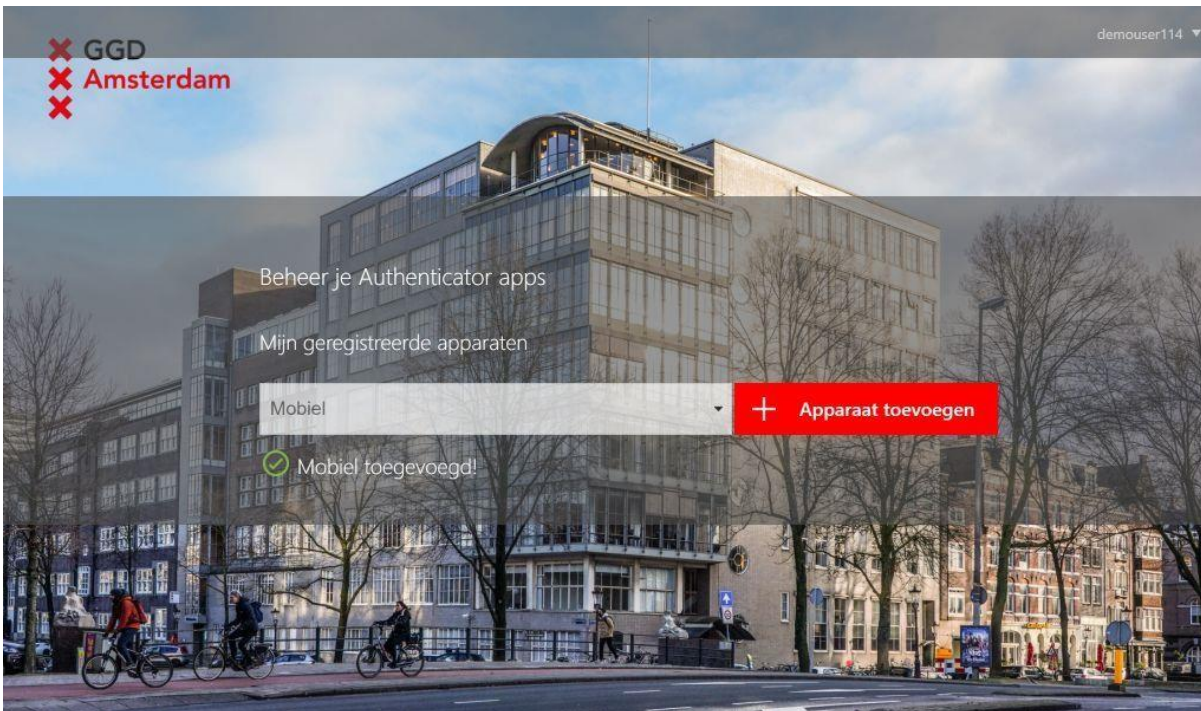 GGD
Amsterdam
demouser114
Beheer je Authenticator apps
Mijn geregistreerde apparaten
Mobiel
Apparaat toevoegen
Mobiel toegevoegd!